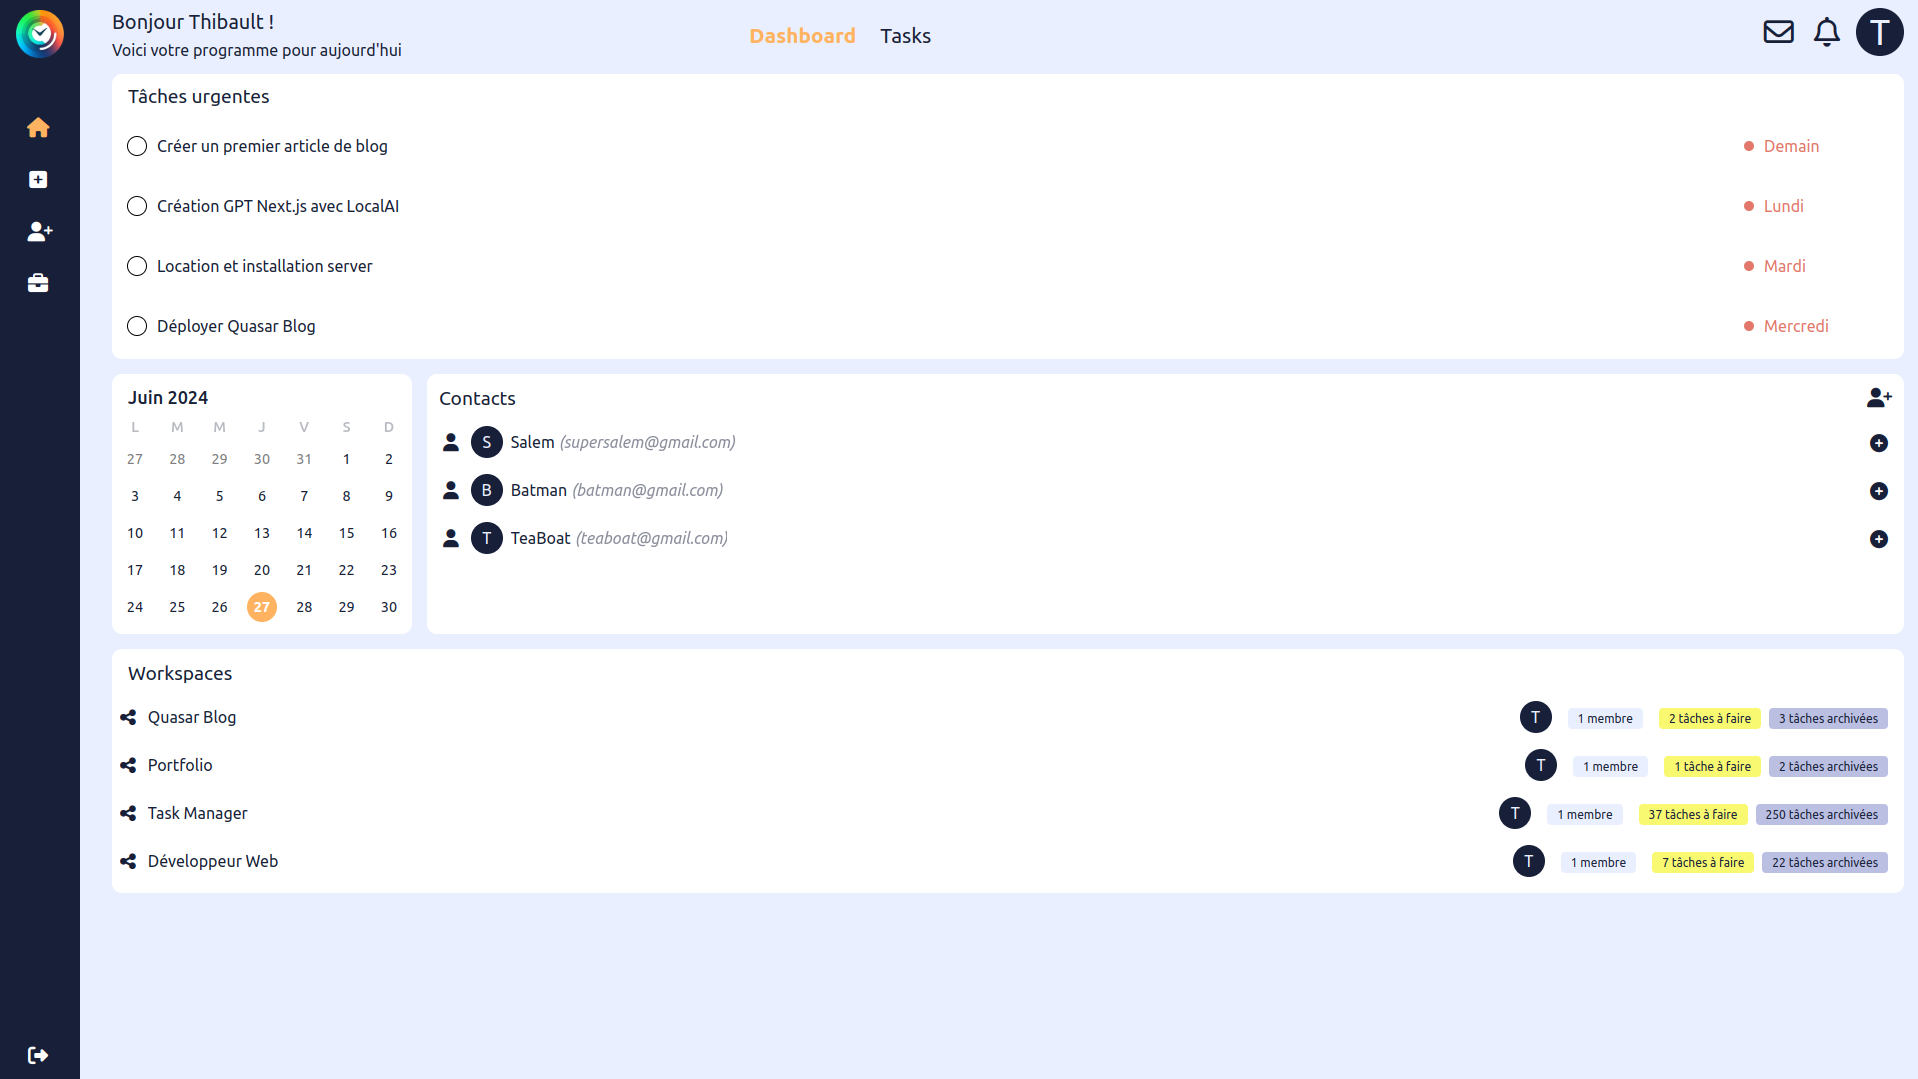 Bonjour Thibault !
Voici votre programme pour aujourd'hui
Dashboard Tasks
T
Tâches urgentes
Créer un premier article de blog Demain
Création GPT Next.js avec LocalAI Lundi
Location et installation server Mardi
Déployer Quasar Blog Mercredi
Juin 2024
L M M J V S D
27 28 29 30 31 1 2
3 4 5 6 7 8 9
10 11 12 13 14 15 16
17 18 19 20 21 22 23
24 25 26 27 28 29 30
Contacts
S Salem (supersalem@gmail.com)
B Batman (batman@gmail.com)
T TeaBoat (teaboat@gmail.com)
Workspaces
Quasar Blog T 1 membre 2 tâches à faire 3 tâches archivées
Portfolio T 1 membre 1 tâche à faire 2 tâches archivées
Task Manager T 1 membre 37 tâches à faire 250 tâches archivées
Développeur Web T 1 membre 7 tâches à faire 22 tâches archivées